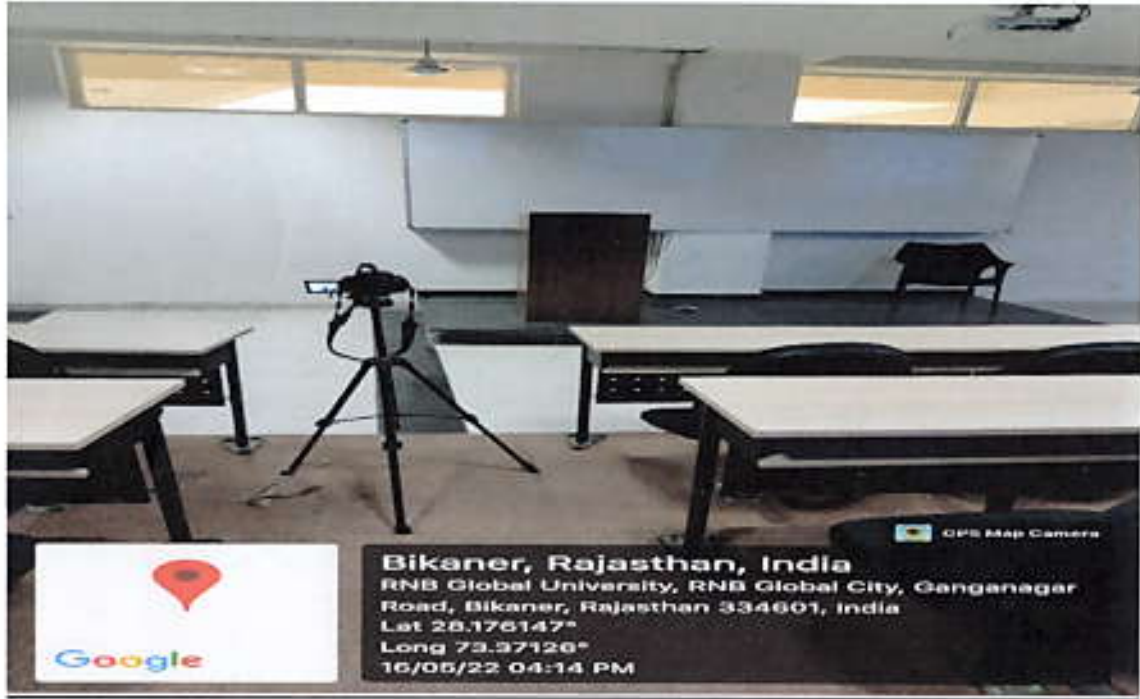 GPS Map Camera
Bikaner, Rajasthan, India
RNB Global University, RNB Global City, Ganganagar
Road, Bikaner, Rajasthan 334601, India
Lat 28.176147°
Long 73.37126°
16/05/22 04:14 PM
Google